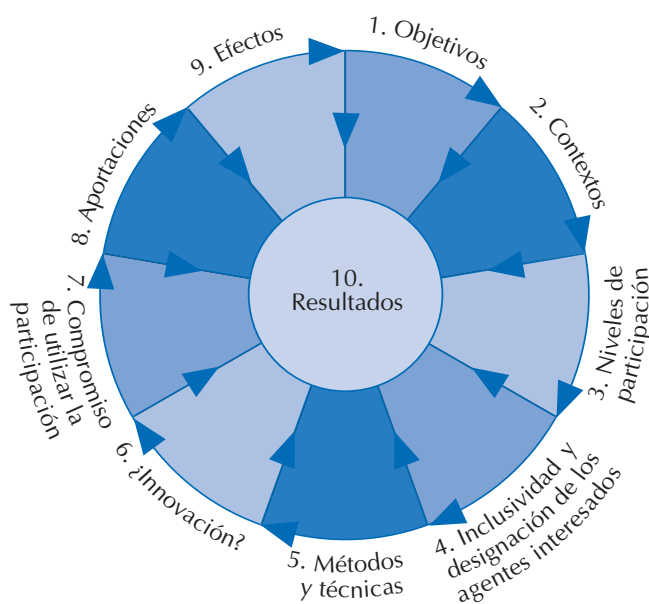 1. Objetivos
2. Contextos
3. Niveles de
participación
4. Inclusividad y
designación de los
agentes interesados
5. Métodos
y técnicas
6. ¿Innovación?
7. Compromiso
de utilizar la
participación
8. Aportaciones
9. Efectos
10.
Resultados